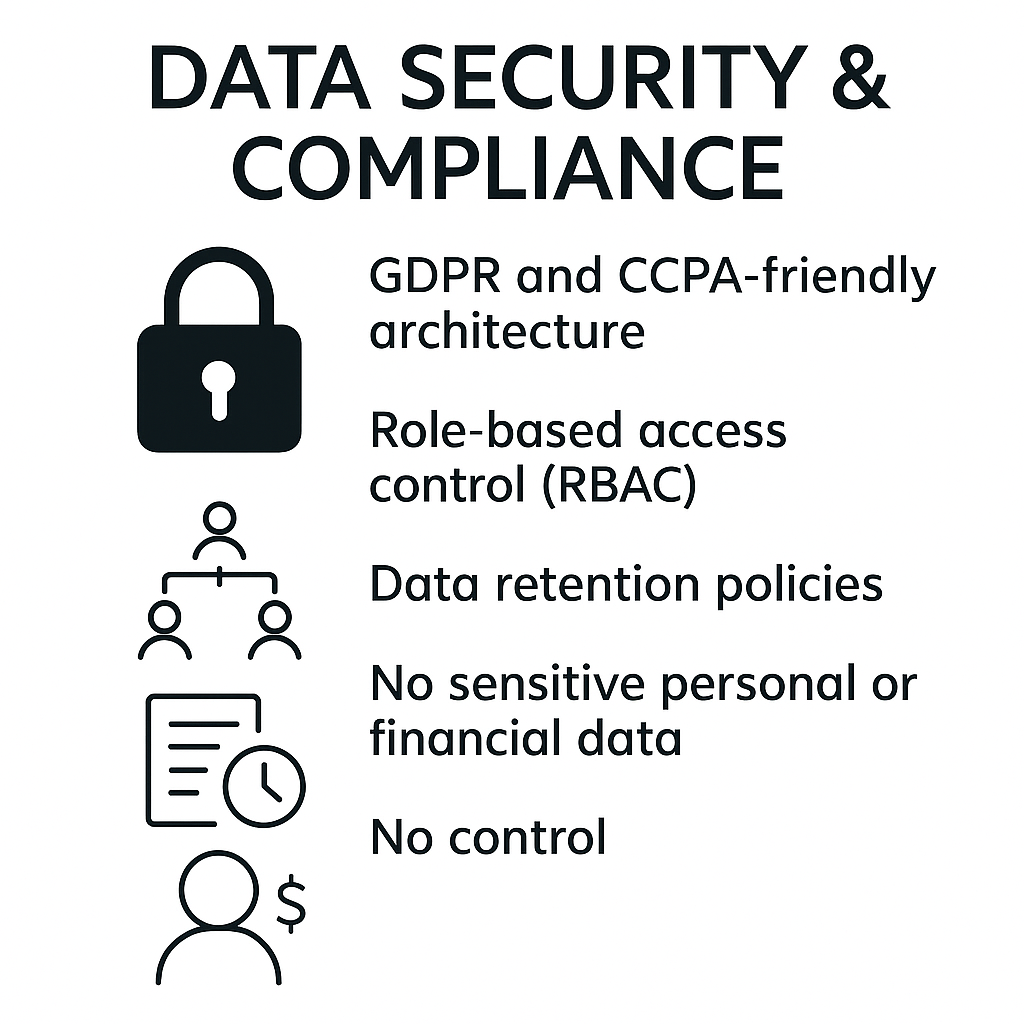 DATA SECURITY &
COMPLIANCE
GDPR and CCPA-friendly
architecture
Role-based access
control (RBAC)
Data retention policies
No sensitive personal or
financial data
No control
$